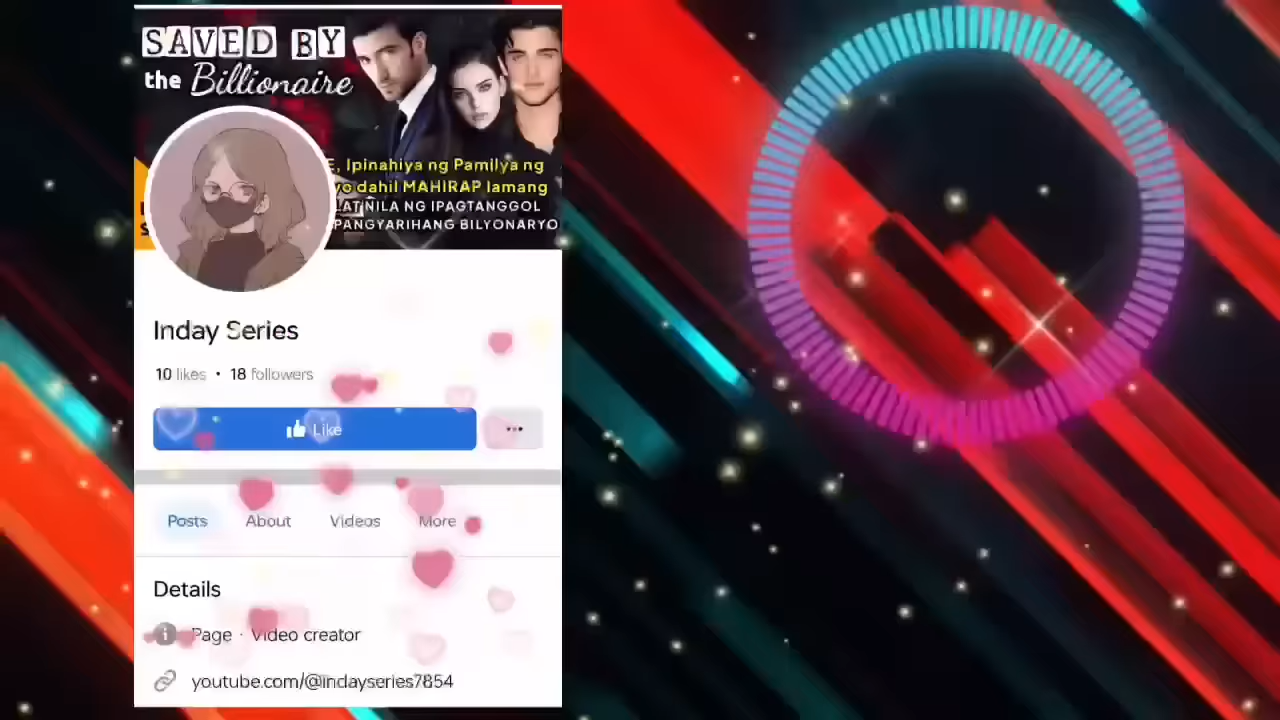 SAVED BY
the Billionaire
E, Ipinahiya ng Pamilya ng
yo dahil MAHIRAP lamang
LAT NILA NG IPAGTANGGOL
PANGYARIHANG BILYONARYO
Inday Series
10 likes • 18 followers
Like
Posts About Videos More
Details
Page · Video creator
youtube.com/@indayseries7854